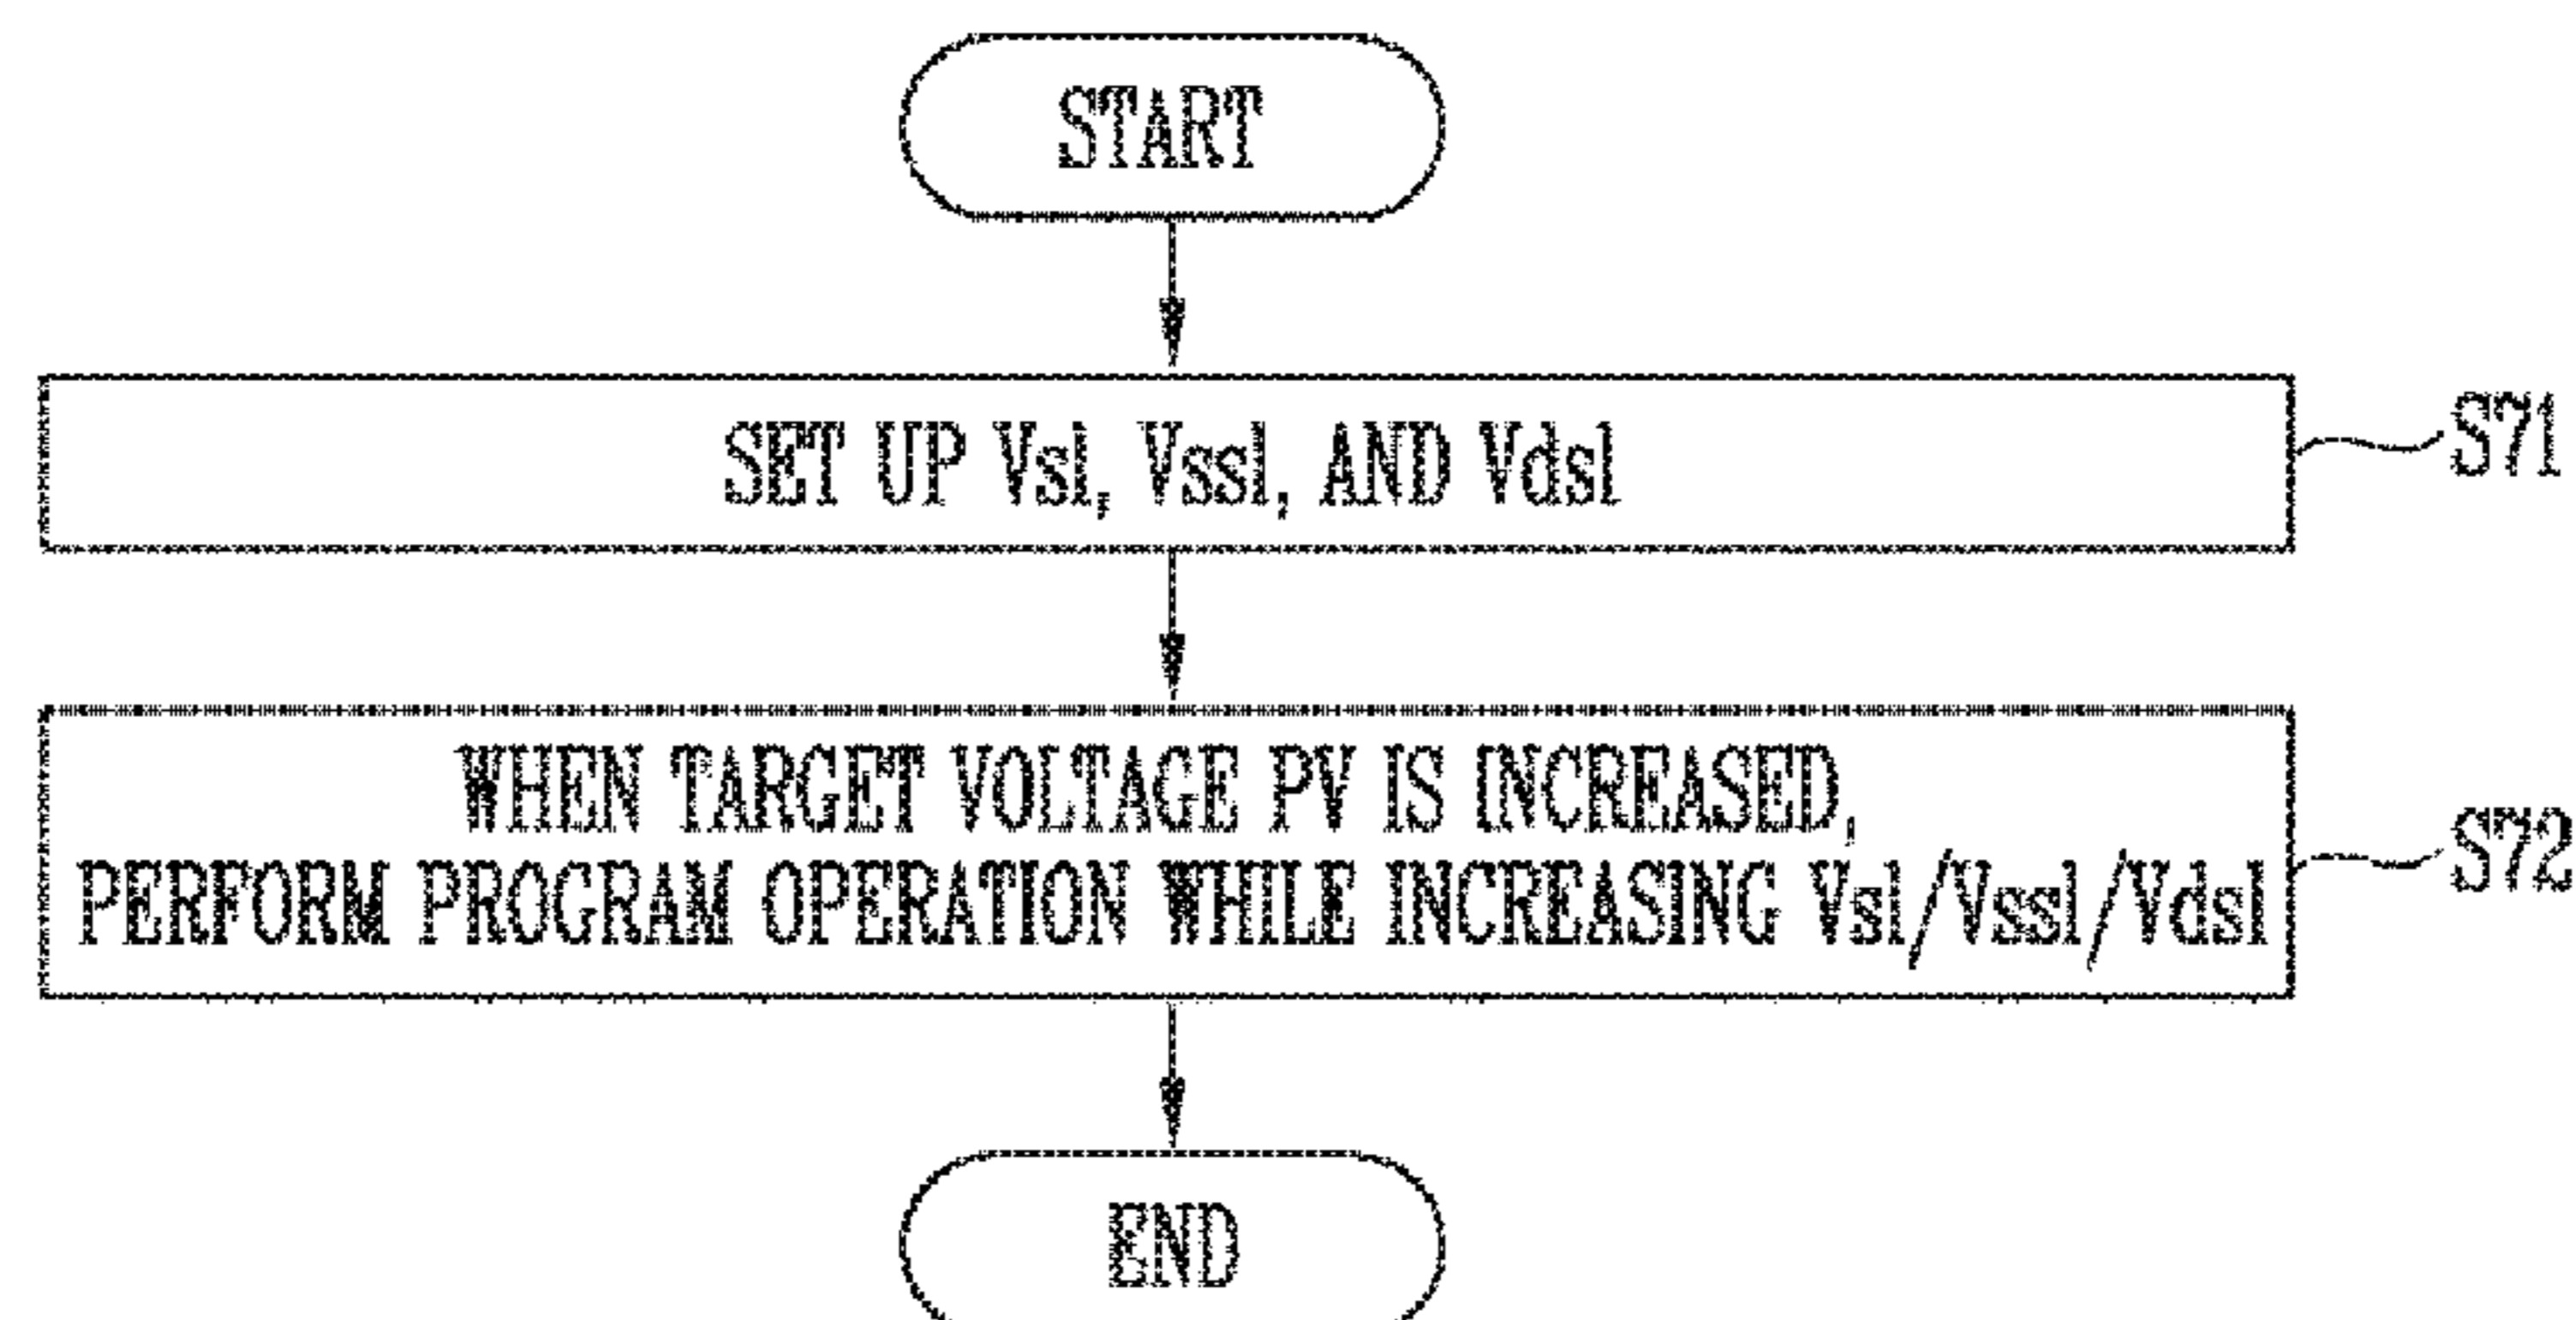 START
SET UP Vsl, Vssl, AND Vdsl
S71
WHEN TARGET VOLTAGE PV IS INCREASED,
PERFORM PROGRAM OPERATION WHILE INCREASING Vsl/Vssl/Vdsl
S72
END